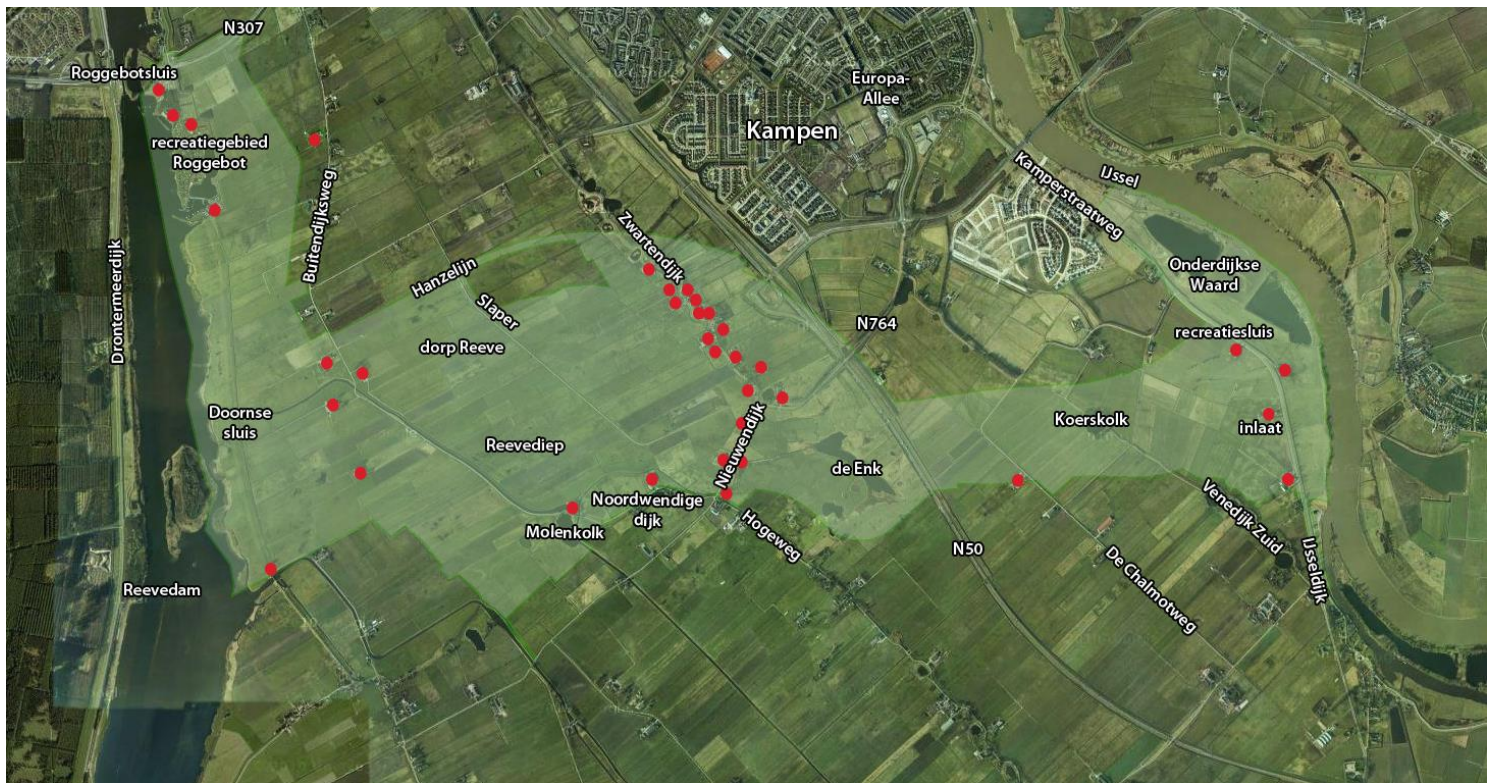 N307
Roggebotsluis
recreatiegebied
Roggebot
Buitendijksweg
Drontermeerdijk
Hanzelijn
Slaper
dorp Reeve
Zwartendijk
Kampen
Europa-
Allee
Kamperstraatweg
IJssel
Onderdijkse
Waard
recreatiesluis
N764
Doornse
sluis
Reevediep
Nieuwendijk
de Enk
Koerskolk
inlaat
Molenkolk
Noordwendige
dijk
Hogeweg
N50
Venedijk Zuid
IJsseldijk
De Chalmotweg
Reevedam